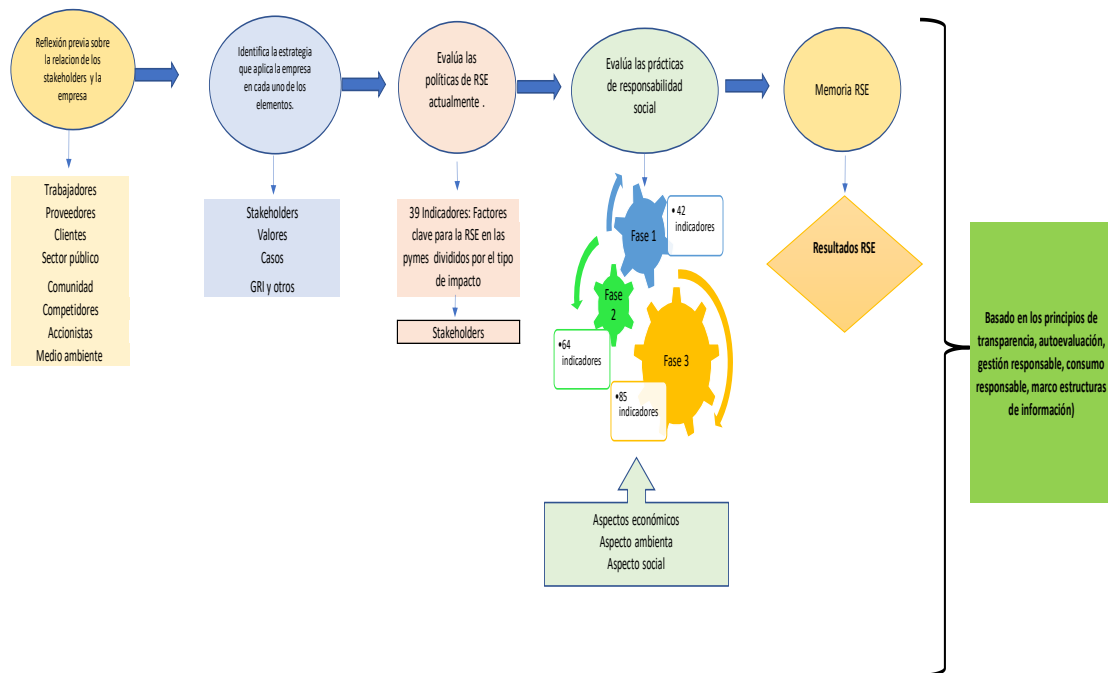 Reflexión previa sobre
la relacion de los
stakeholders y la
empresa
Trabajadores
Proveedores
Clientes
Sector público
Comunidad
Competidores
Accionistas
Medio ambiente
Identifica la estrategia
que aplica la empresa
en cada uno de los
elementos.
Stakeholders
Valores
Casos
GRI y otros
Evalúa las
políticas de RSE
actualmente .
39 Indicadores: Factores
clave para la RSE en las
pymes divididos por el tipo
de impacto
Stakeholders
Evalúa las prácticas
de responsabilidad
social
Fase 1
• 42
indicadores
Fase
2
•64
indicadores
Fase 3
•85
indicadores
Aspectos económicos
Aspecto ambienta
Aspecto social
Memoria RSE
Resultados RSE
Basado en los principios de
transparencia, autoevaluación,
gestión responsable, consumo
responsable, marco estructuras
de información)